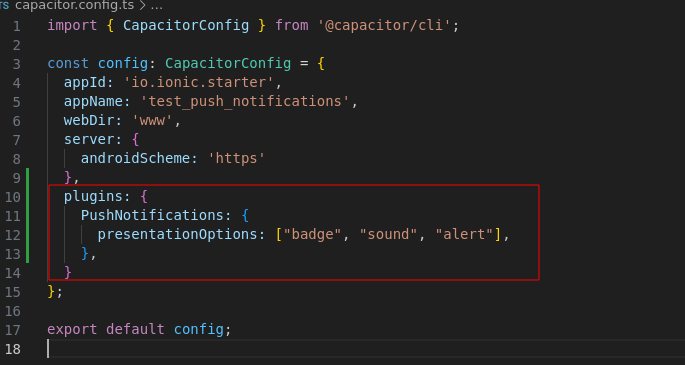 TS capacitor.config.ts > ...
1 import { CapacitorConfig } from '@capacitor/cli';
2
3 const config: CapacitorConfig = {
4   appId: 'io.ionic.starter',
5   appName: 'test_push_notifications',
6   webDir: 'www',
7   server: {
8     androidScheme: 'https'
9   },
10   plugins: {
11     PushNotifications: {
12       presentationOptions: ["badge", "sound", "alert"],
13     },
14   }
15 };
16
17 export default config;
18